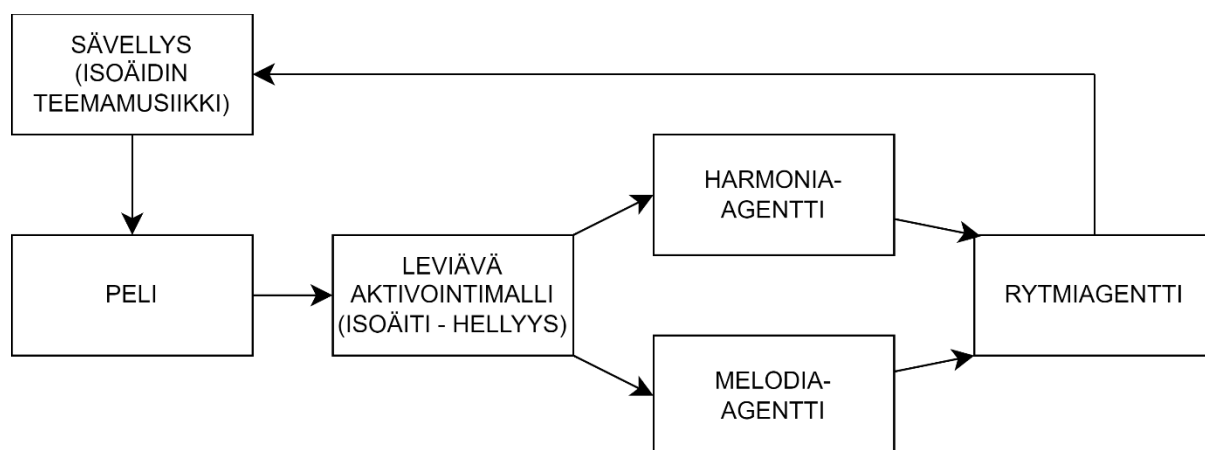 SÄVELLYS
(ISOÄIDIN
TEEMAMUSIIKKI)
HARMONIA-
AGENTTI
PELI
LEVIÄVÄ
AKTIVOINTIMALLI
(ISOÄITI - HELLYYS)
RYTMIAGENTTI
MELODIA-
AGENTTI